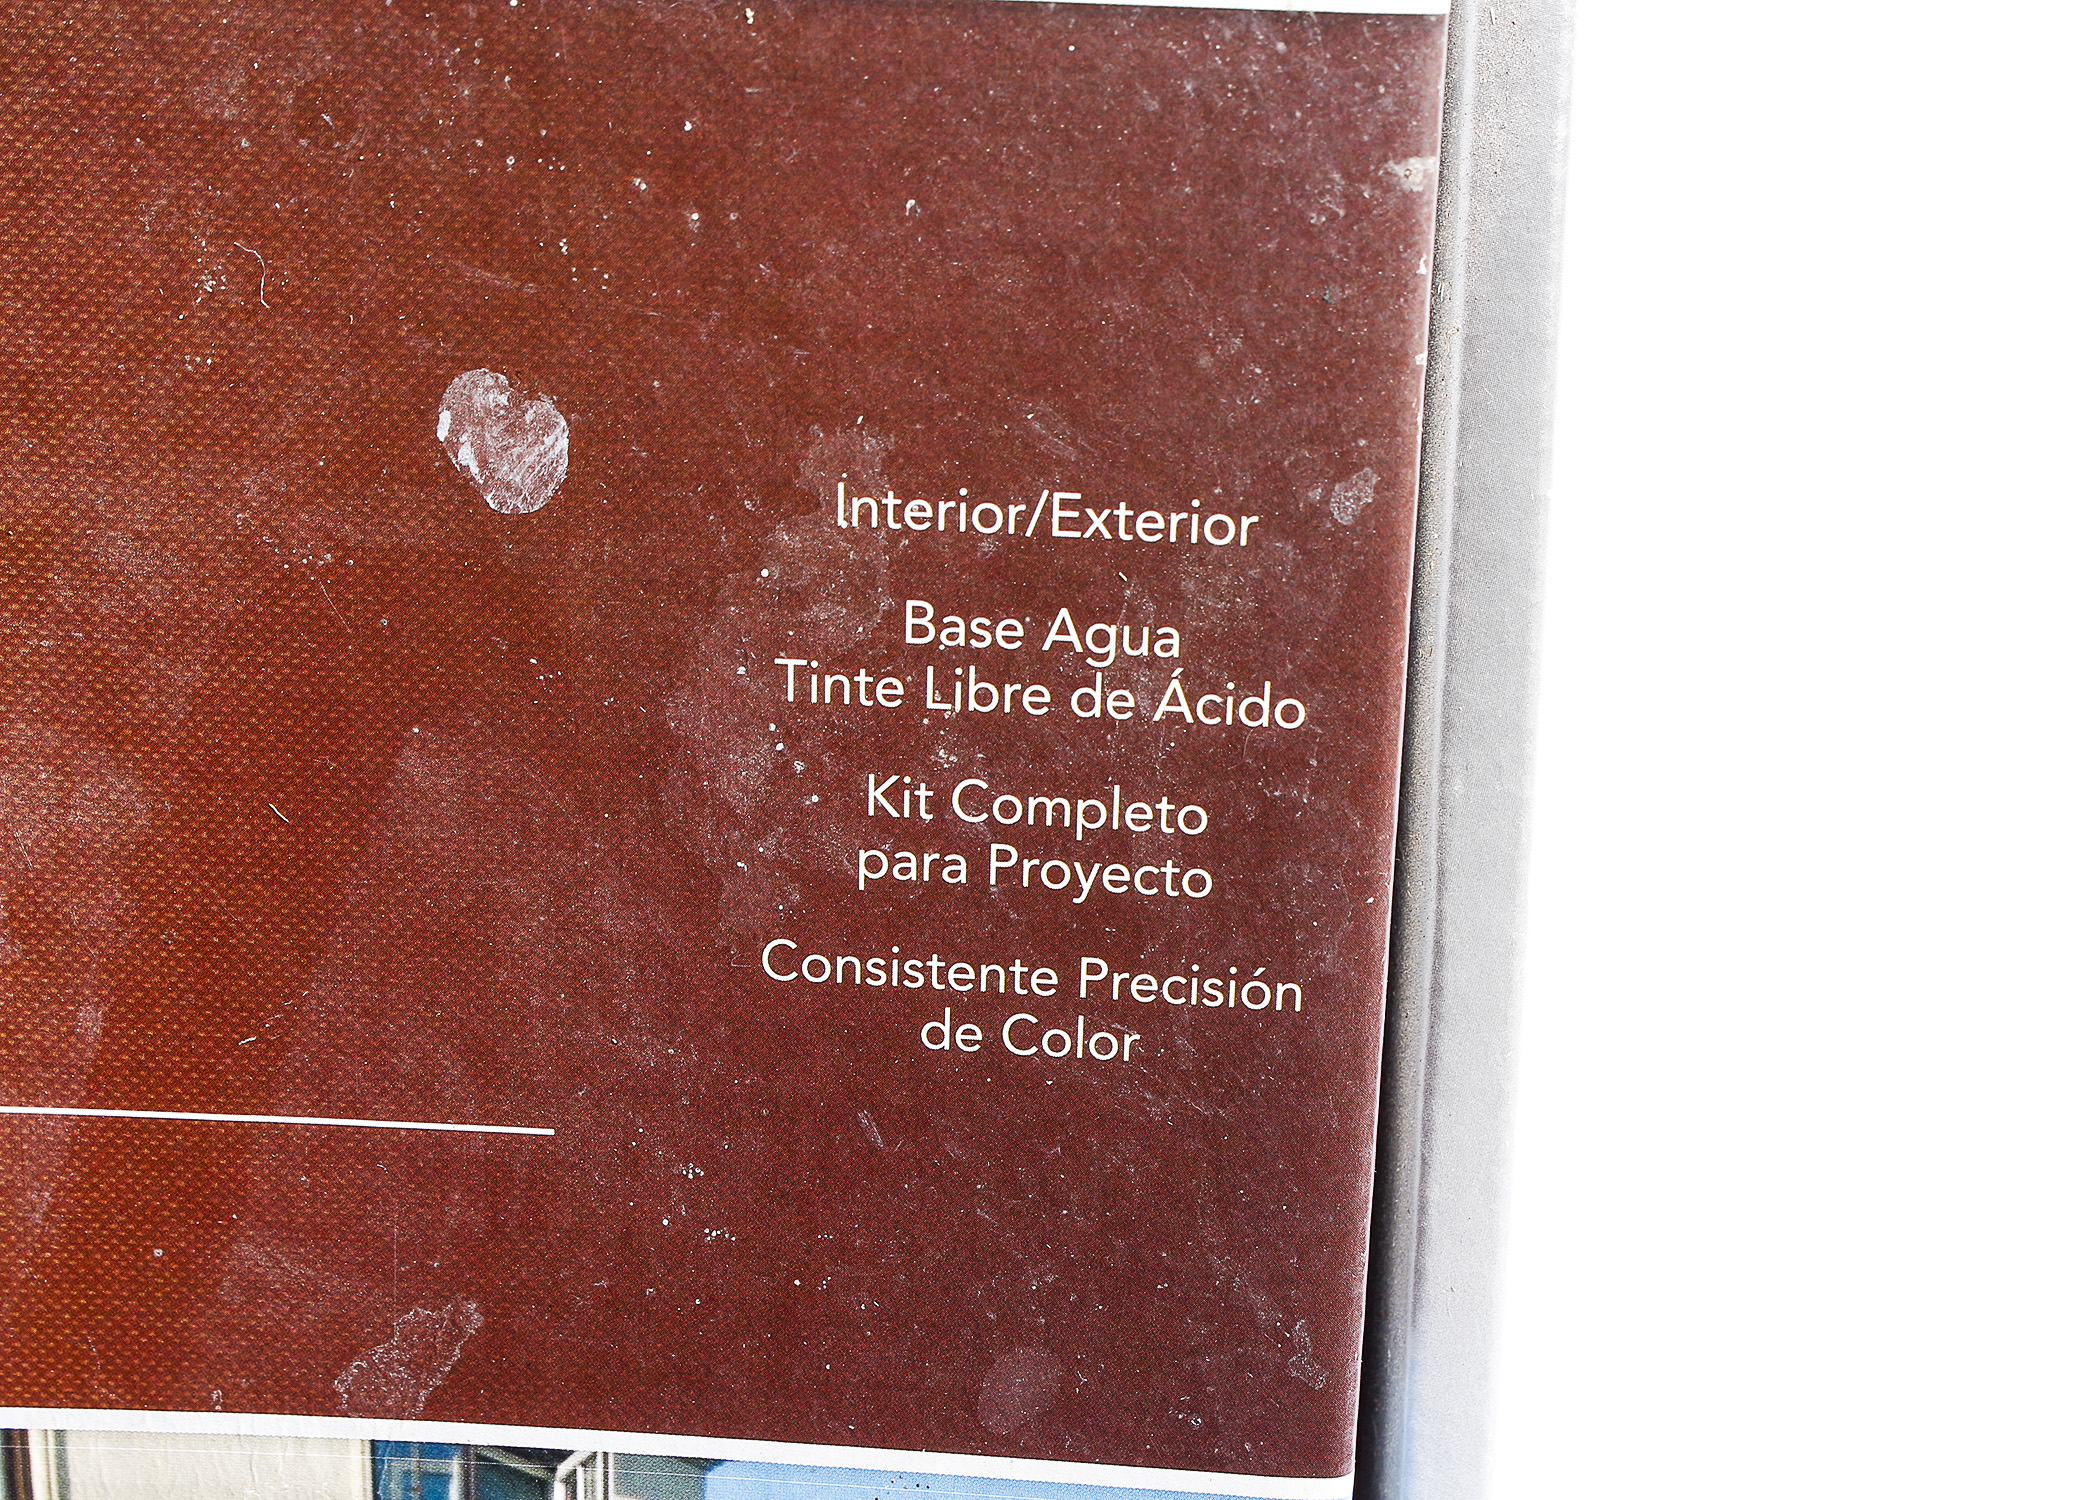 Interior/Exterior
Base Agua
Tinte Libre de Ácido
Kit Completo
para Proyecto
Consistente Precisión
de Color